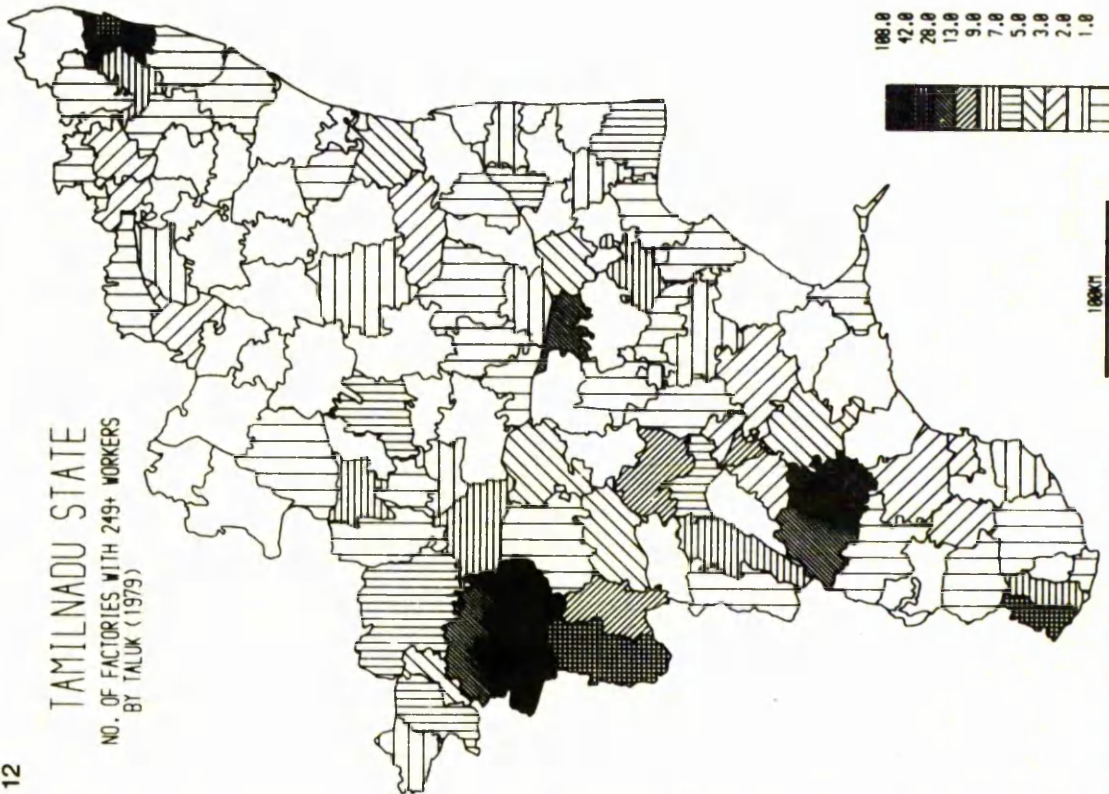 12
TAMILNADU STATE
NO. OF FACTORIES WITH 249+ WORKERS
BY TALUK (1979)
100.0
42.0
28.0
13.0
9.0
7.0
5.0
3.0
2.0
1.0
100KM